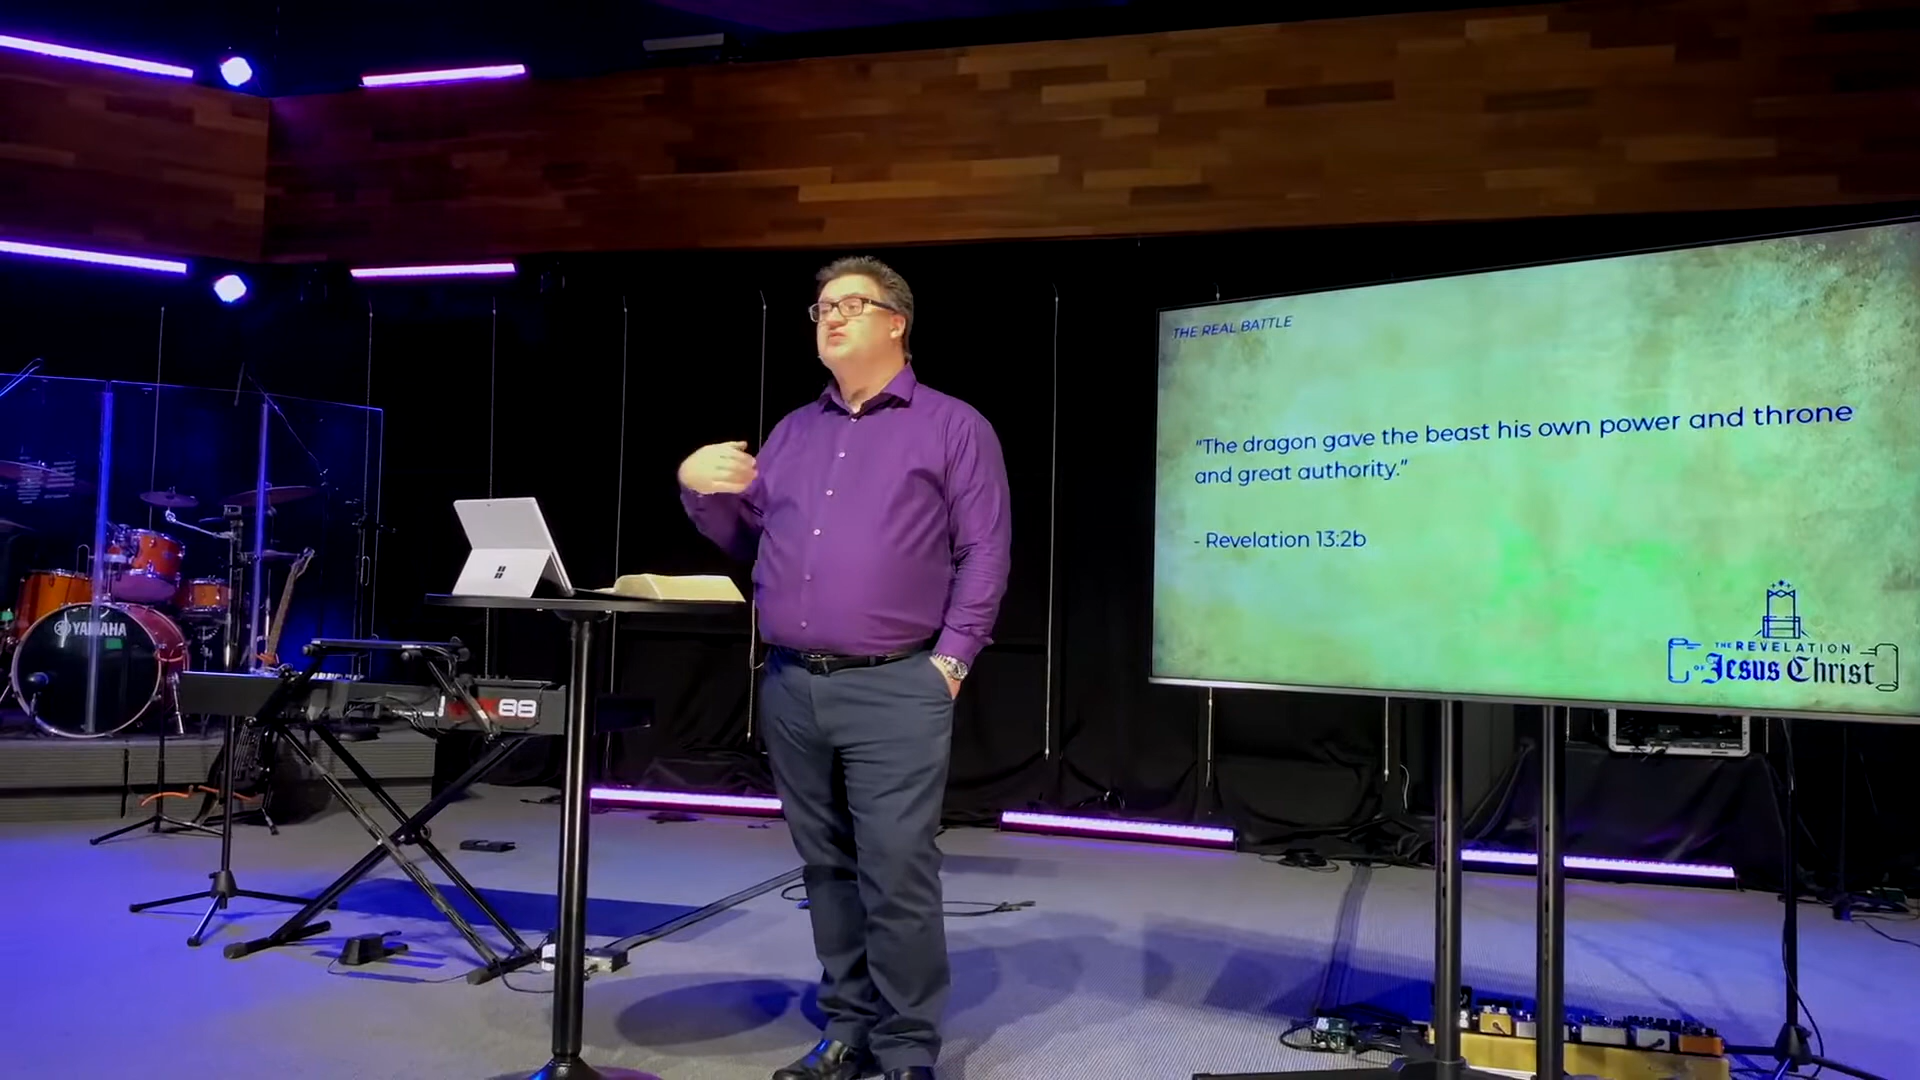 THE REAL BATTLE
"The dragon gave the beast his own power and throne
and great authority."
- Revelation 13:2b
THE REVELATION
OF Jesus Christ
YAMAHA
88